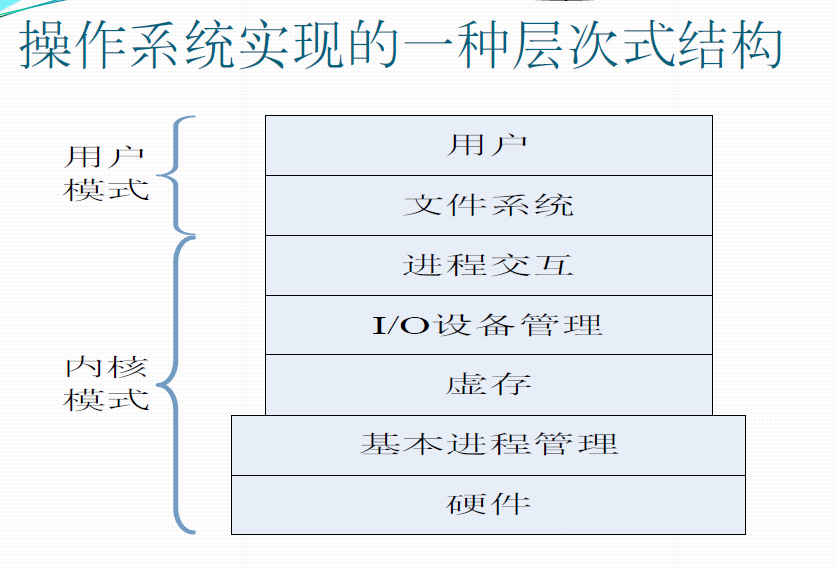 操作系统实现的一种层次式结构
用户
模式
用户
文件系统
进程交互
I/O设备管理
内核
模式
虚存
基本进程管理
硬件